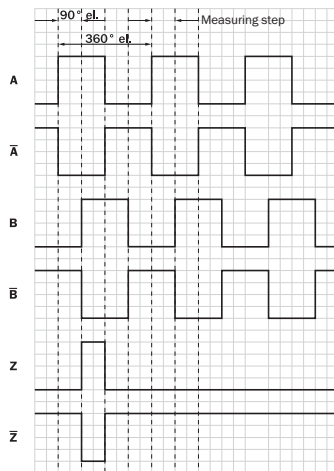 90° el. Measuring step
360° el.
A
A̅
B
B̅
Z
Z̅